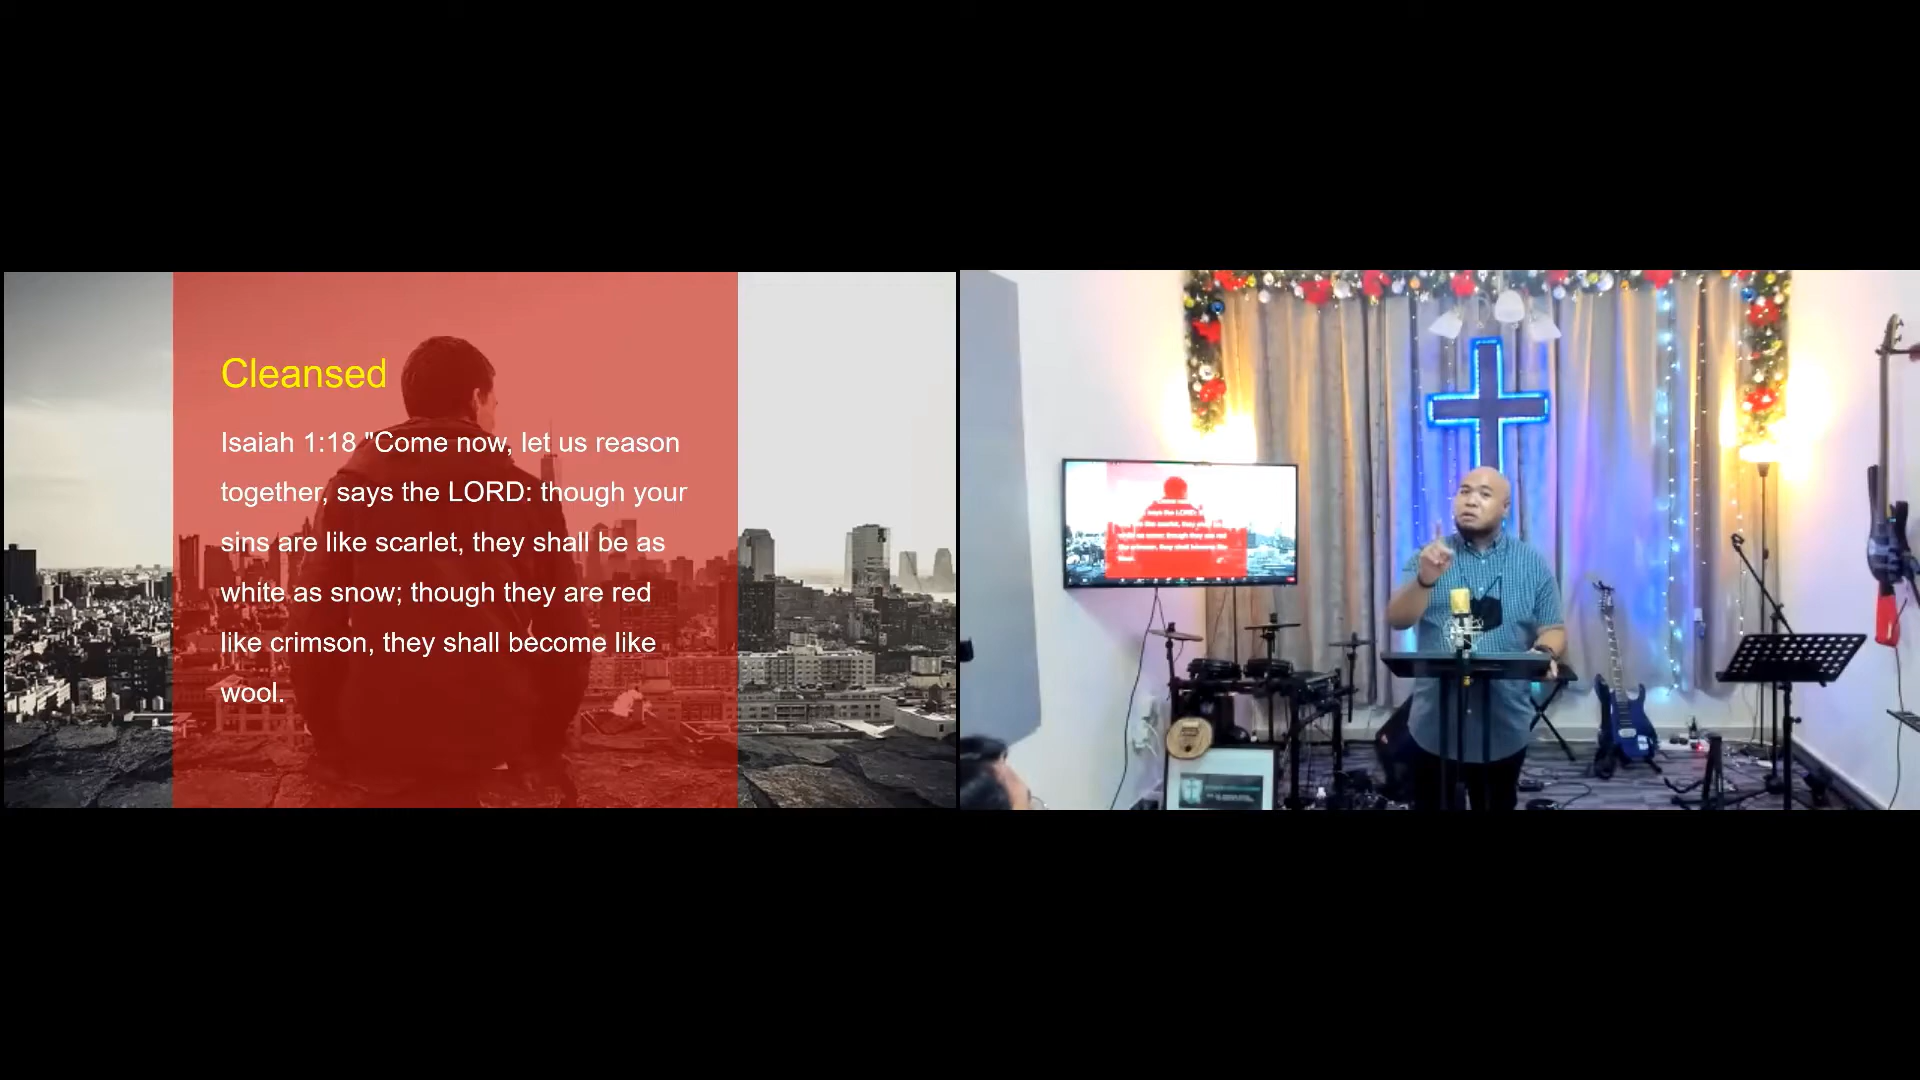 Cleansed
Isaiah 1:18 "Come now, let us reason
together, says the LORD: though your
sins are like scarlet, they shall be as
white as snow; though they are red
like crimson, they shall become like
wool.